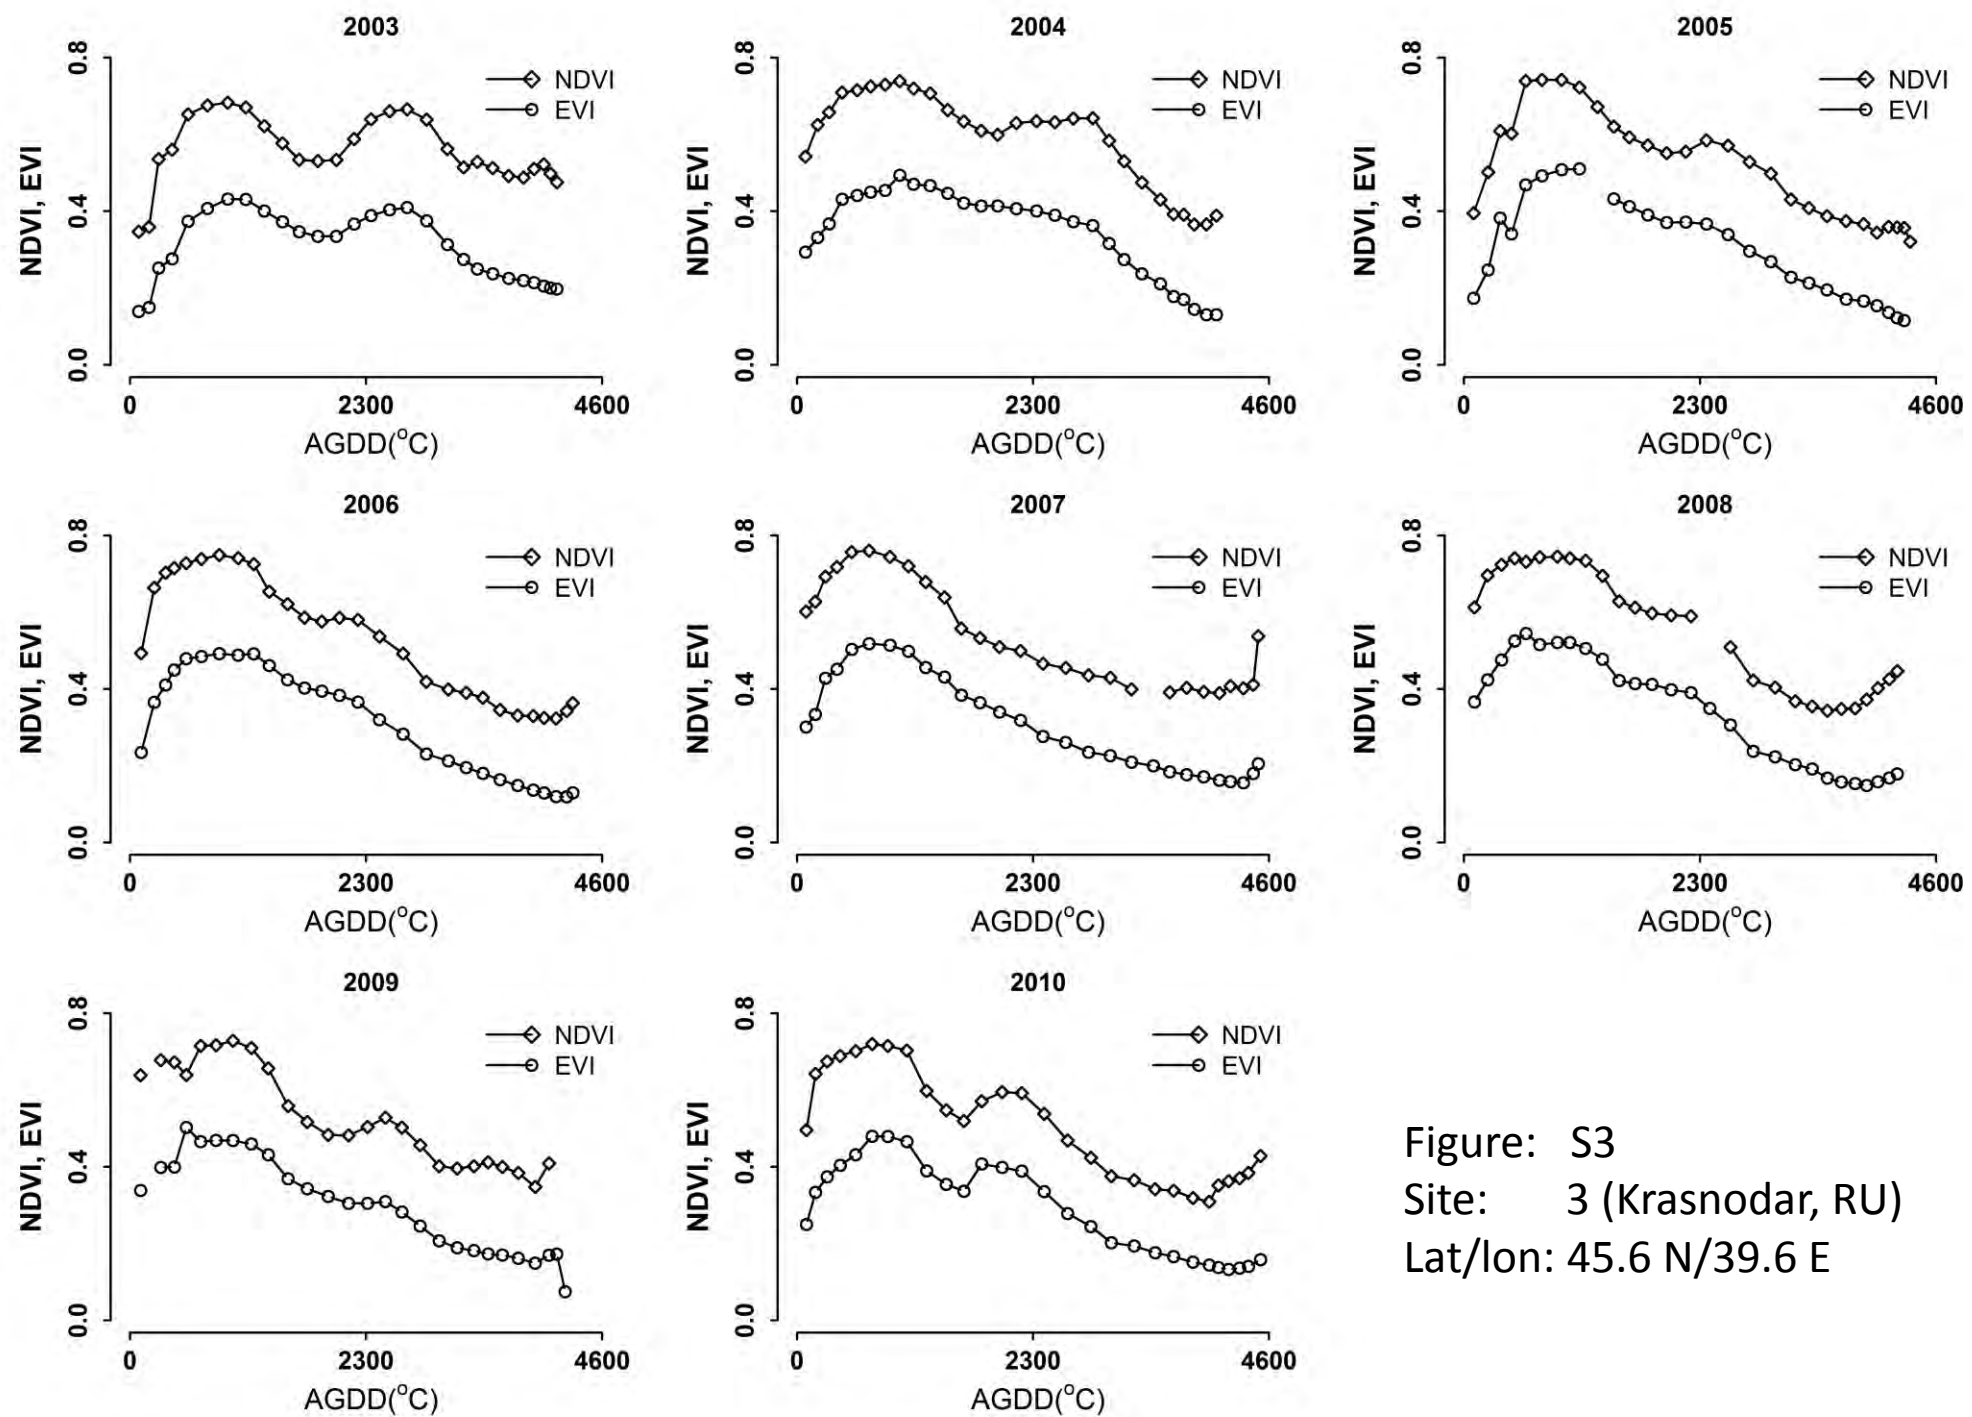 2003
NDVI
EVI
NDVI, EVI
0.8
0.4
0.0
0 2300 4600
AGDD(°C)
2004
NDVI
EVI
NDVI, EVI
0.8
0.4
0.0
0 2300 4600
AGDD(°C)
2005
NDVI
EVI
NDVI, EVI
0.8
0.4
0.0
0 2300 4600
AGDD(°C)
2006
NDVI
EVI
NDVI, EVI
0.8
0.4
0.0
0 2300 4600
AGDD(°C)
2007
NDVI
EVI
NDVI, EVI
0.8
0.4
0.0
0 2300 4600
AGDD(°C)
2008
NDVI
EVI
NDVI, EVI
0.8
0.4
0.0
0 2300 4600
AGDD(°C)
2009
NDVI
EVI
NDVI, EVI
0.8
0.4
0.0
0 2300 4600
AGDD(°C)
2010
NDVI
EVI
NDVI, EVI
0.8
0.4
0.0
0 2300 4600
AGDD(°C)
Figure: S3
Site: 3 (Krasnodar, RU)
Lat/lon: 45.6 N/39.6 E